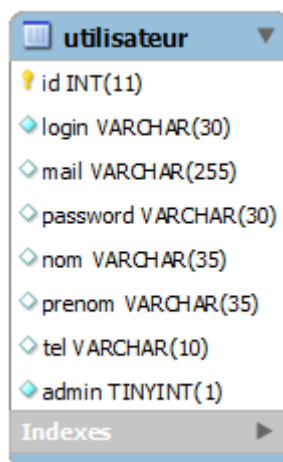 utilisateur
id INT(11)
login VARCHAR(30)
mail VARCHAR(255)
password VARCHAR(30)
nom VARCHAR(35)
prenom VARCHAR(35)
tel VARCHAR(10)
admin TINYINT(1)
Indexes